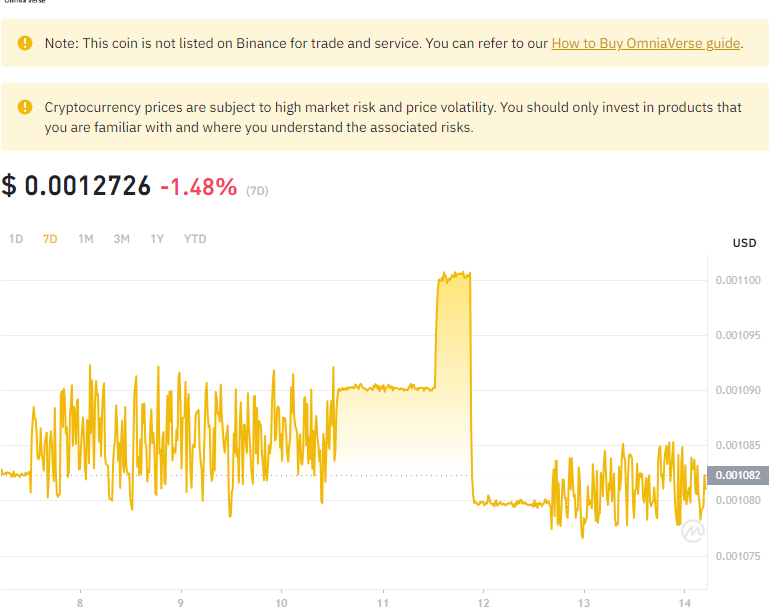 Omnia Verse
Note: This coin is not listed on Binance for trade and service. You can refer to our How to Buy OmniaVerse guide.
Cryptocurrency prices are subject to high market risk and price volatility. You should only invest in products that
you are familiar with and where you understand the associated risks.
$ 0.0012726 -1.48% (7D)
1D 7D 1M 3M 1Y YTD
USD
0.001100
0.001095
0.001090
0.001085
0.001082
0.001080
0.001075
8 9 10 11 12 13 14